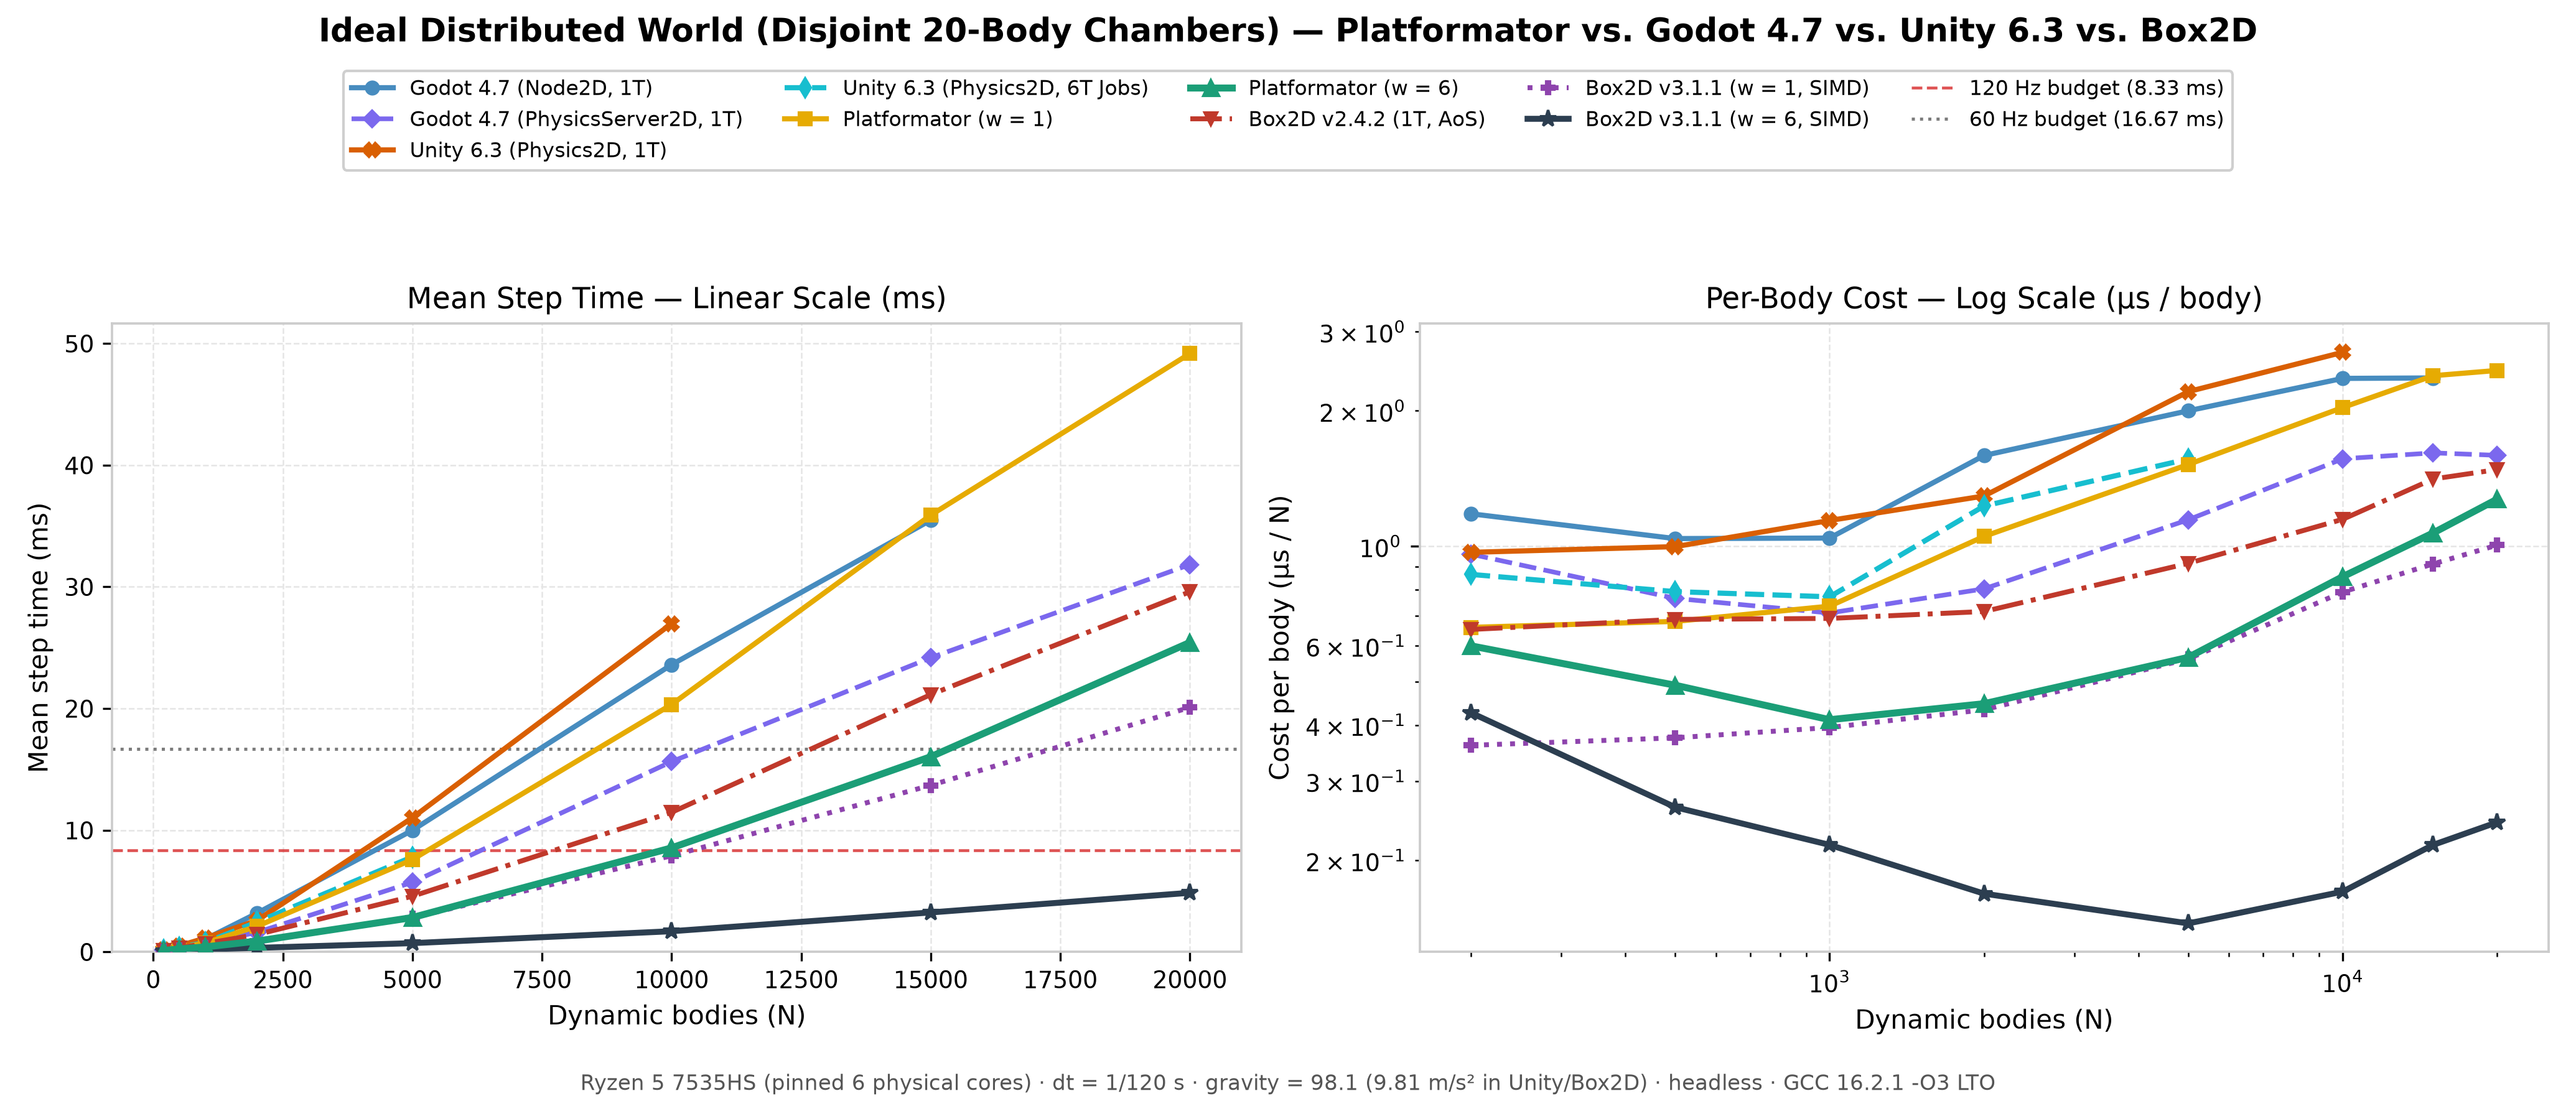 Ideal Distributed World (Disjoint 20-Body Chambers) — Platformator vs. Godot 4.7 vs. Unity 6.3 vs. Box2D
Godot 4.7 (Node2D, 1T)
Godot 4.7 (PhysicsServer2D, 1T)
Unity 6.3 (Physics2D, 1T)
Unity 6.3 (Physics2D, 6T Jobs)
Platformator (w = 1)
Platformator (w = 6)
Box2D v2.4.2 (1T, AoS)
Box2D v3.1.1 (w = 1, SIMD)
Box2D v3.1.1 (w = 6, SIMD)
120 Hz budget (8.33 ms)
60 Hz budget (16.67 ms)
Mean Step Time — Linear Scale (ms)
Mean step time (ms)
50
40
30
20
10
0
0 2500 5000 7500 10000 12500 15000 17500 20000
Dynamic bodies (N)
Per-Body Cost — Log Scale (µs / body)
Cost per body (µs / N)
3 × 10⁰
2 × 10⁰
10⁰
6 × 10⁻¹
4 × 10⁻¹
3 × 10⁻¹
2 × 10⁻¹
10³ 10⁴
Dynamic bodies (N)
Ryzen 5 7535HS (pinned 6 physical cores) · dt = 1/120 s · gravity = 98.1 (9.81 m/s² in Unity/Box2D) · headless · GCC 16.2.1 -O3 LTO